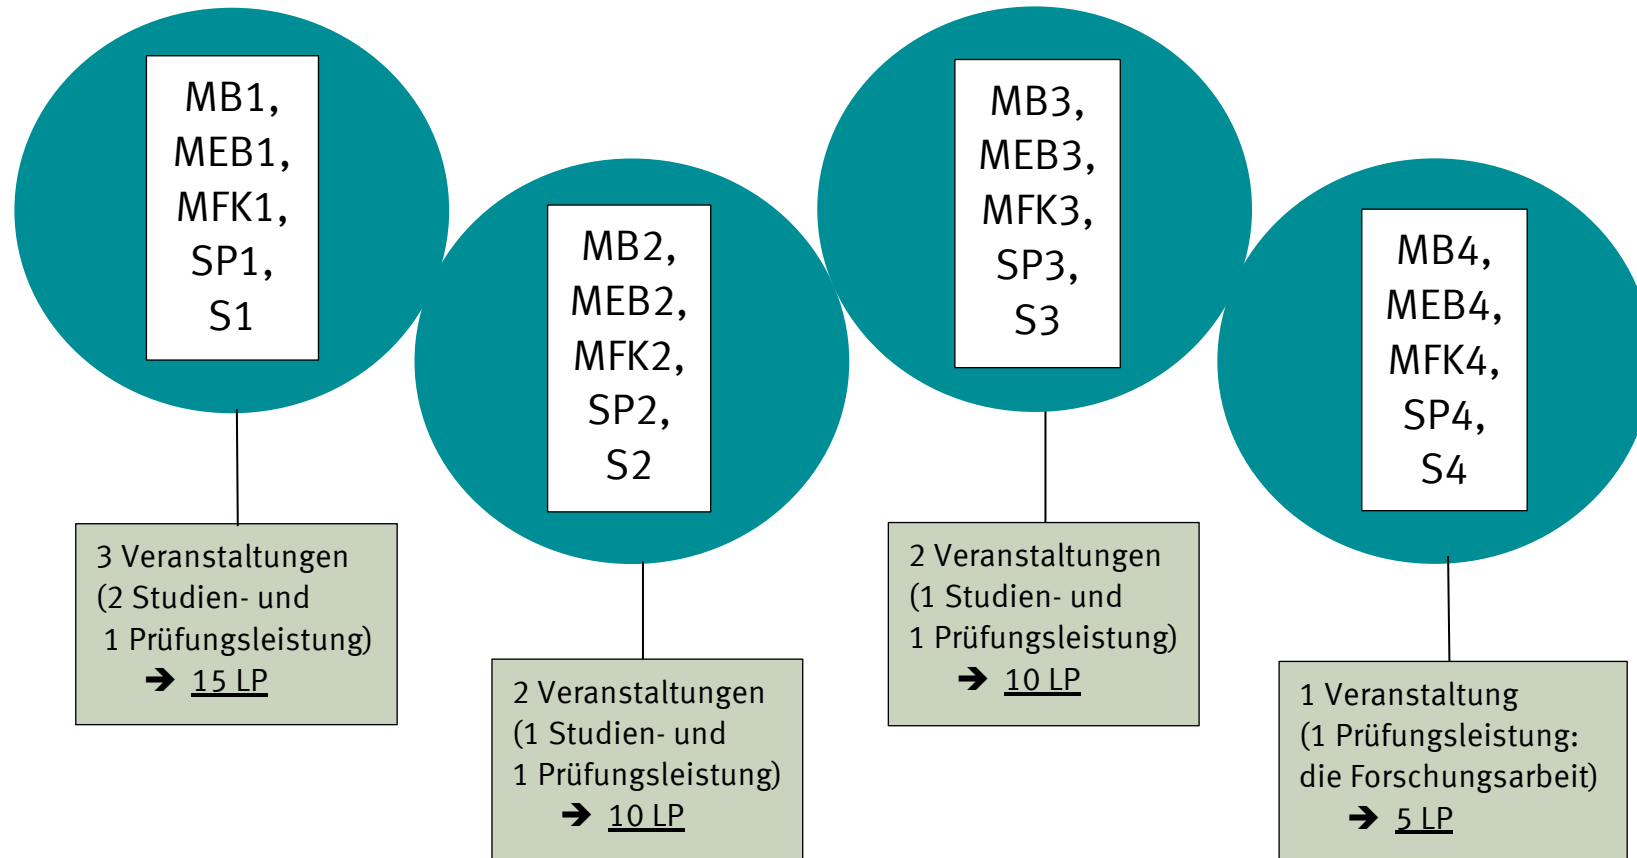 MB1,
MEB1,
MFK1,
SP1,
S1
MB2,
MEB2,
MFK2,
SP2,
S2
MB3,
MEB3,
MFK3,
SP3,
S3
MB4,
MEB4,
MFK4,
SP4,
S4
3 Veranstaltungen
(2 Studien- und
1 Prüfungsleistung)
➔ 15 LP
2 Veranstaltungen
(1 Studien- und
1 Prüfungsleistung)
➔ 10 LP
2 Veranstaltungen
(1 Studien- und
1 Prüfungsleistung)
➔ 10 LP
1 Veranstaltung
(1 Prüfungsleistung:
die Forschungsarbeit)
➔ 5 LP